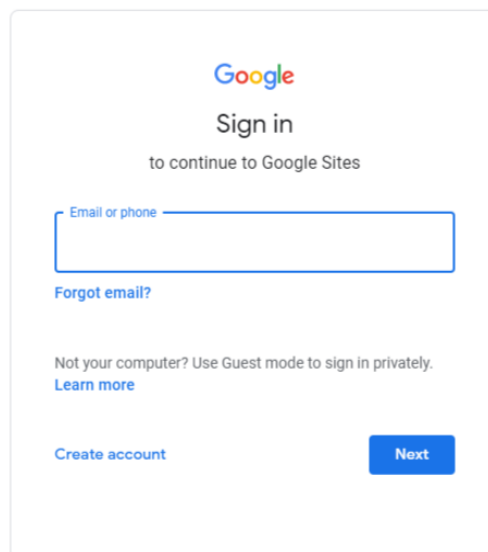 Google
Sign in
to continue to Google Sites
Email or phone
Forgot email?
Not your computer? Use Guest mode to sign in privately.
Learn more
Create account
Next